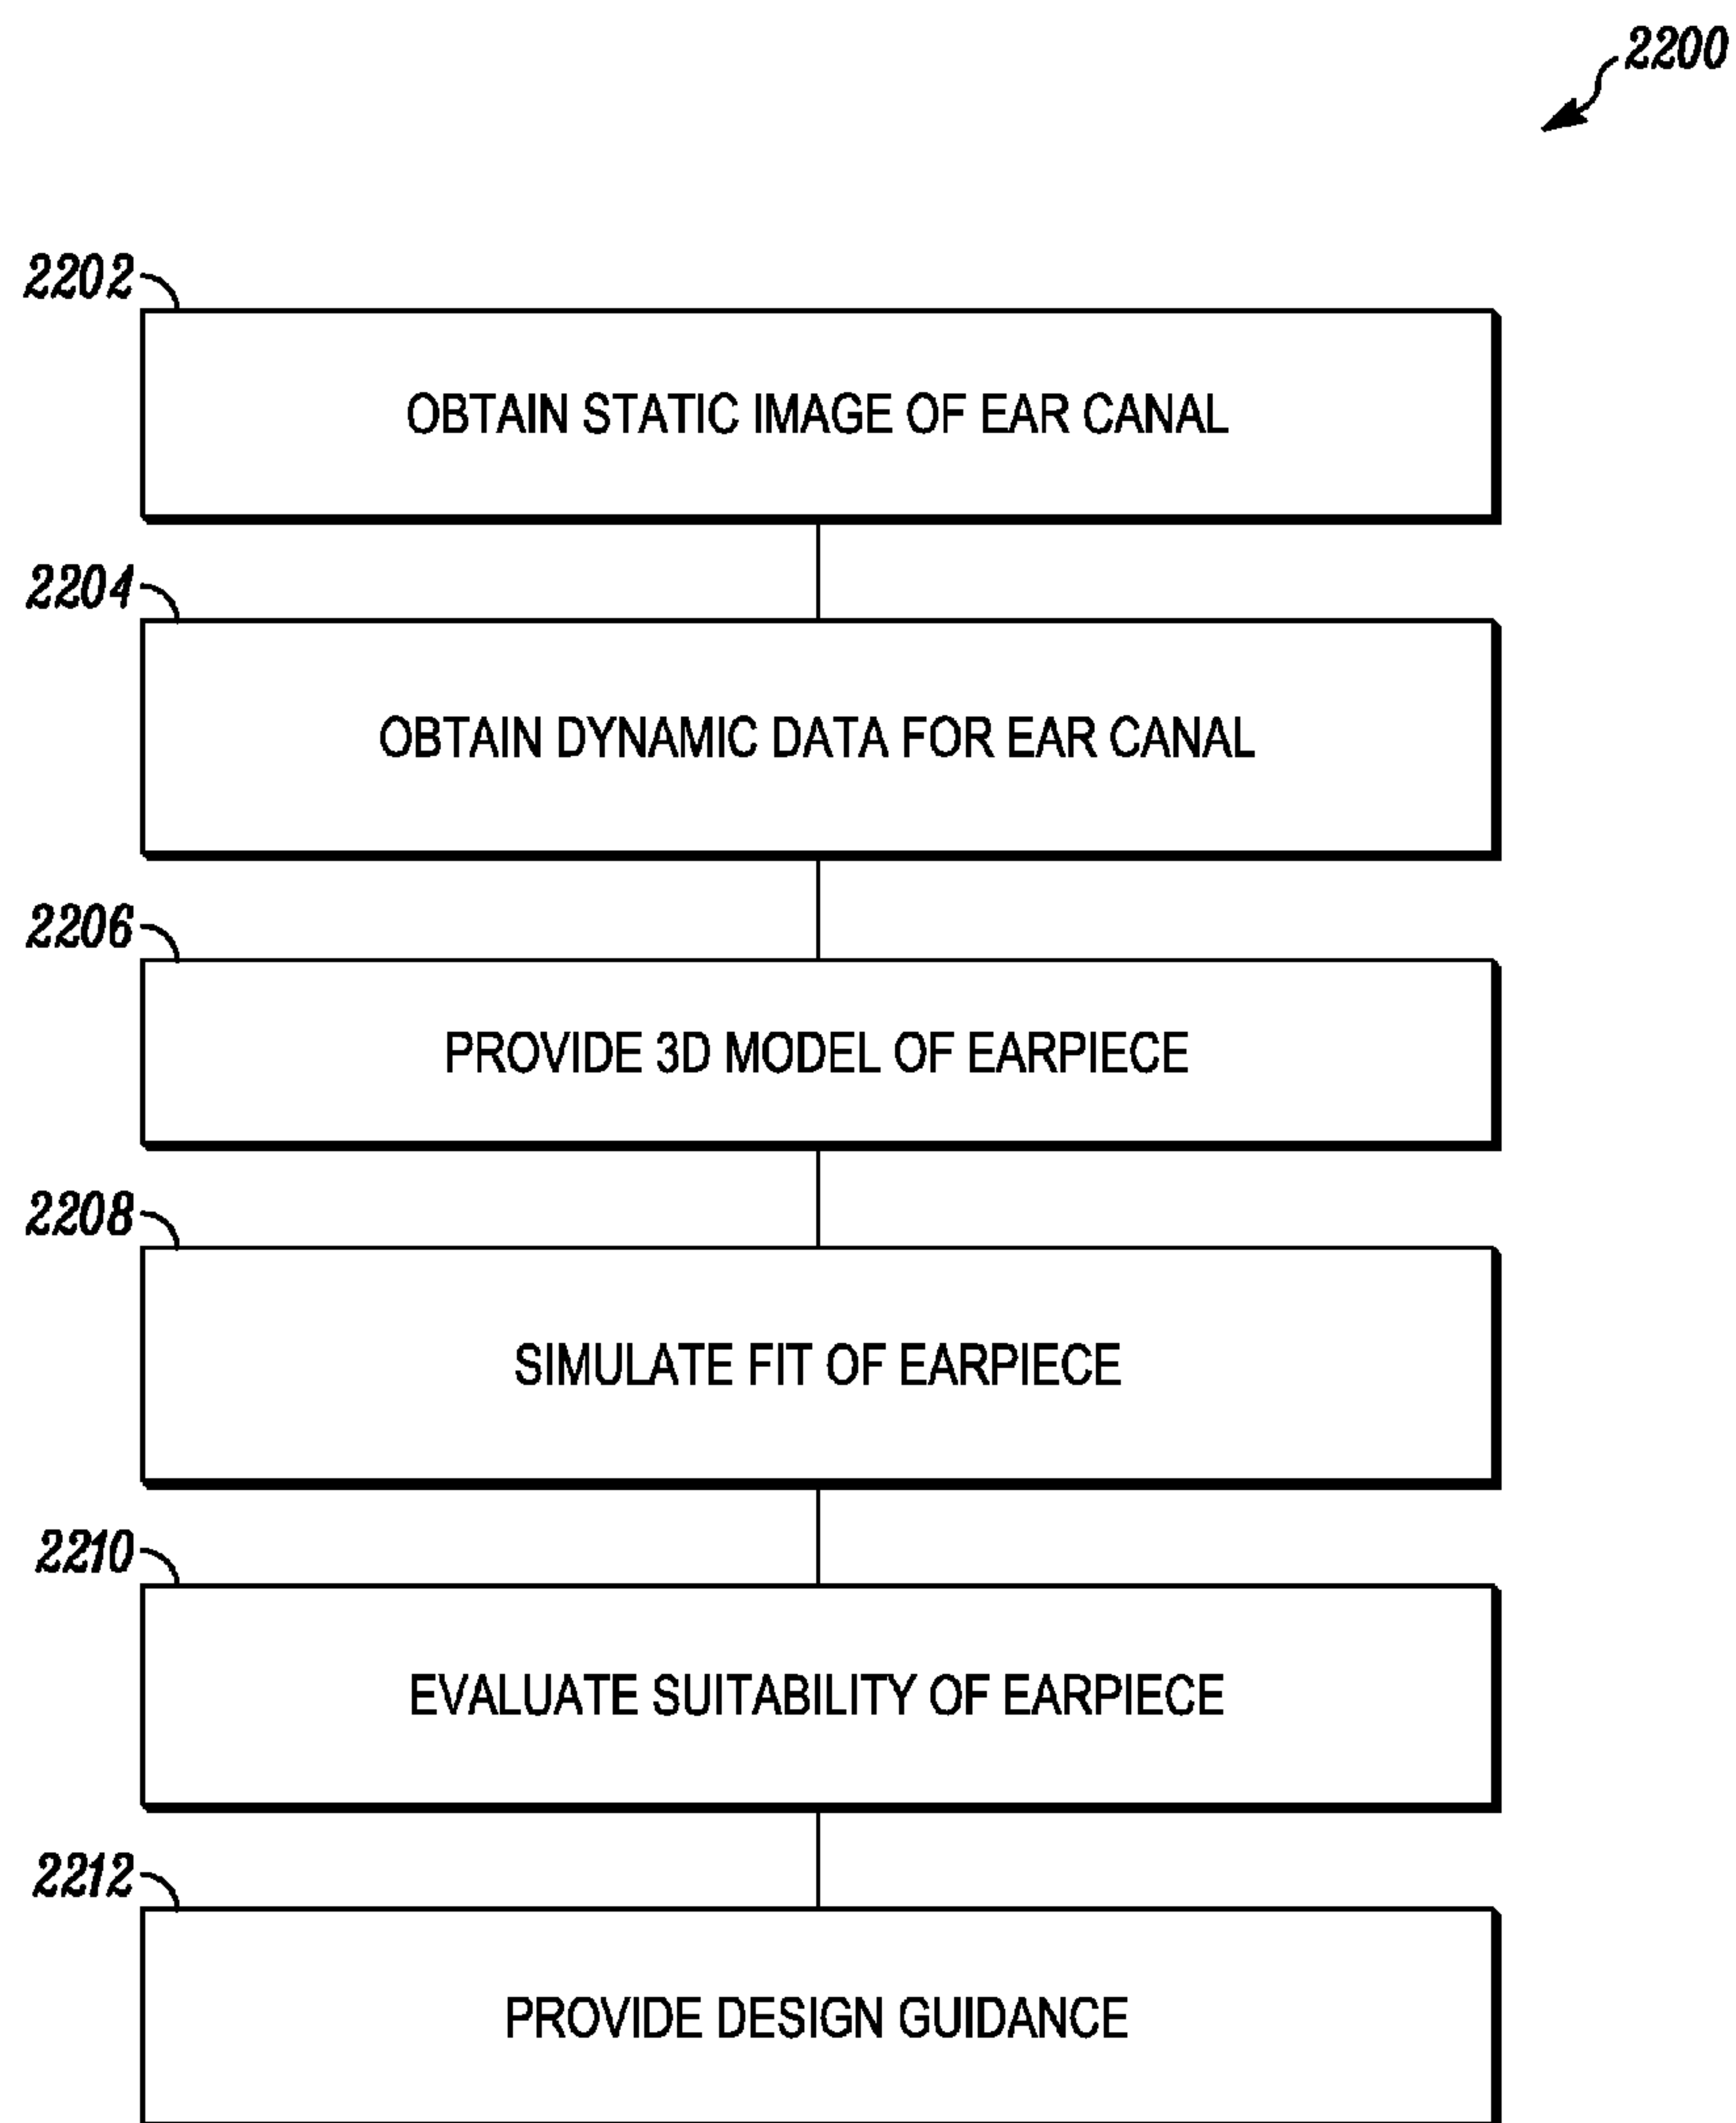 2200
2202
OBTAIN STATIC IMAGE OF EAR CANAL
2204
OBTAIN DYNAMIC DATA FOR EAR CANAL
2206
PROVIDE 3D MODEL OF EARPIECE
2208
SIMULATE FIT OF EARPIECE
2210
EVALUATE SUITABILITY OF EARPIECE
2212
PROVIDE DESIGN GUIDANCE